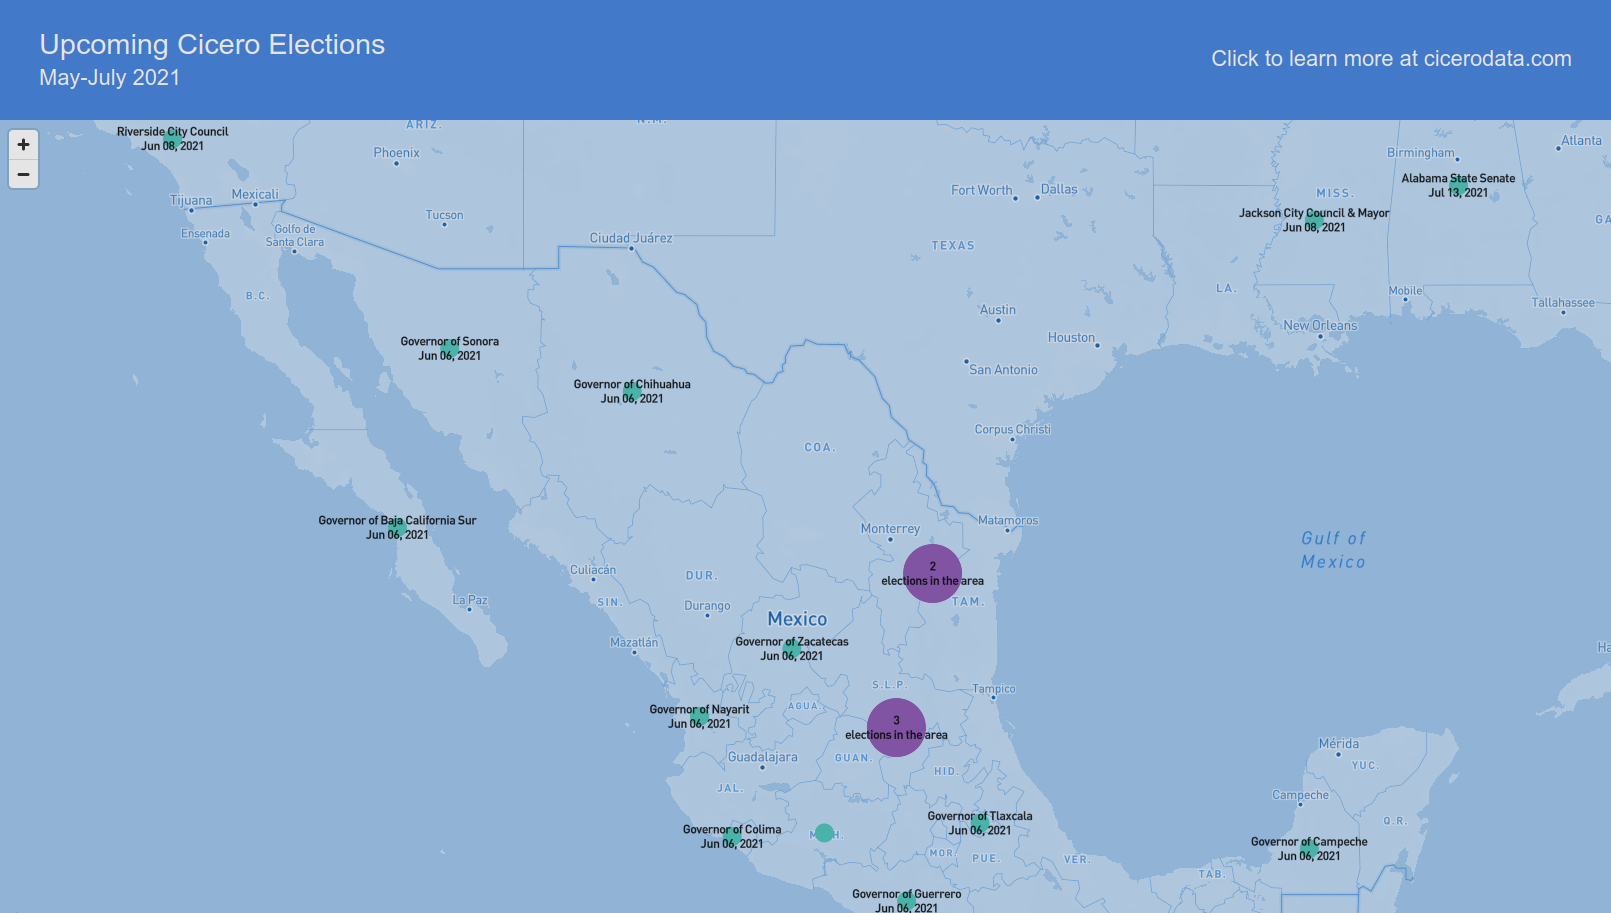 Upcoming Cicero Elections
May-July 2021
Click to learn more at cicerodata.com
+
−
Riverside City Council
Jun 08, 2021
ARIZ.
N.M.
Phoenix
Birmingham
Atlanta
Fort Worth
Dallas
Alabama State Senate
Jul 13, 2021
MISS.
Tijuana
Mexicali
Tucson
Jackson City Council & Mayor
Jun 08, 2021
GA
Ensenada
Golfo de
Santa Clara
Ciudad Juárez
TEXAS
B.C.
LA.
Mobile
Tallahassee
Austin
New Orleans
Houston
Governor of Sonora
Jun 06, 2021
San Antonio
Governor of Chihuahua
Jun 06, 2021
Corpus Christi
COA.
Governor of Baja California Sur
Jun 06, 2021
Monterrey
Matamoros
Gulf of
Mexico
2
elections in the area
Culiacán
DUR.
SIN.
La Paz
Durango
TAM.
Mexico
Mazatlán
Governor of Zacatecas
Jun 06, 2021
Ha
S.L.P.
Tampico
Governor of Nayarit
Jun 06, 2021
AGUA.
3
elections in the area
Guadalajara
GUAN.
Mérida
YUC.
HID.
JAL.
Campeche
Governor of Tlaxcala
Jun 06, 2021
Q.R.
Governor of Colima
Jun 06, 2021
Governor of Campeche
Jun 06, 2021
MOR.
PUE.
VER.
TAB.
Governor of Guerrero
Jun 06, 2021